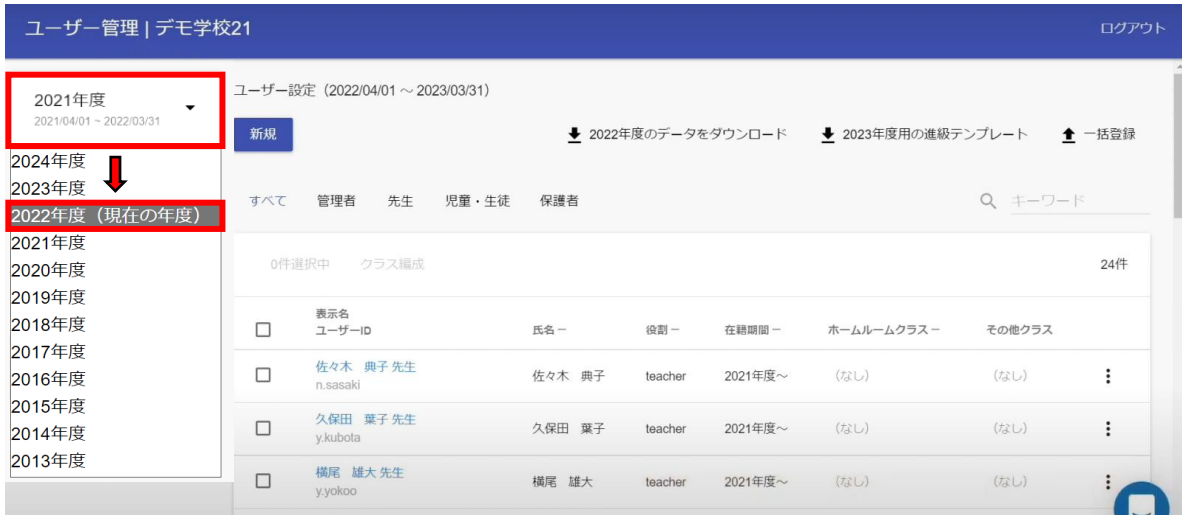 ユーザー管理 | デモ学校21
ログアウト
2021年度
2021/04/01 ~ 2022/03/31
2024年度
2023年度
2022年度（現在の年度）
2021年度
2020年度
2019年度
2018年度
2017年度
2016年度
2015年度
2014年度
2013年度
ユーザー設定（2022/04/01 ～ 2023/03/31）
新規 2022年度のデータをダウンロード 2023年度用の進級テンプレート 一括登録
すべて 管理者 先生 児童・生徒 保護者 キーワード
0件選択中 クラス編成 24件
表示名
ユーザーID 氏名 役割 在籍期間 ホームルームクラス その他クラス
佐々木 典子 先生
n.sasaki 佐々木 典子 teacher 2021年度～ （なし） （なし）
久保田 葉子 先生
y.kubota 久保田 葉子 teacher 2021年度～ （なし） （なし）
横尾 雄大 先生
y.yokoo 横尾 雄大 teacher 2021年度～ （なし） （なし）